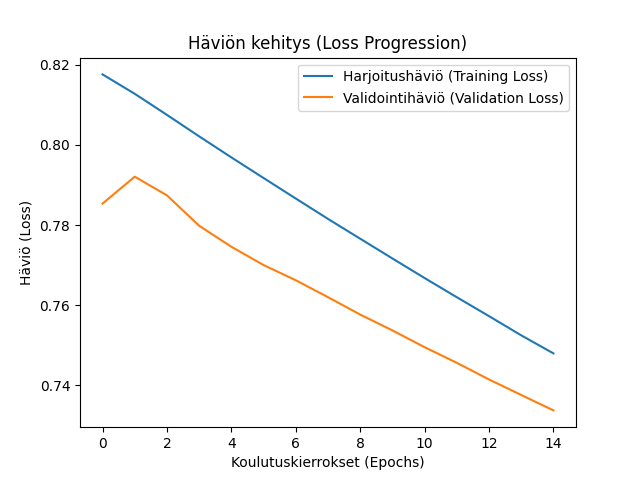 Häviön kehitys (Loss Progression)
Harjoitushäviö (Training Loss)
Validointihäviö (Validation Loss)
Häviö (Loss)
0.82
0.80
0.78
0.76
0.74
0 2 4 6 8 10 12 14
Koulutuskierrokset (Epochs)